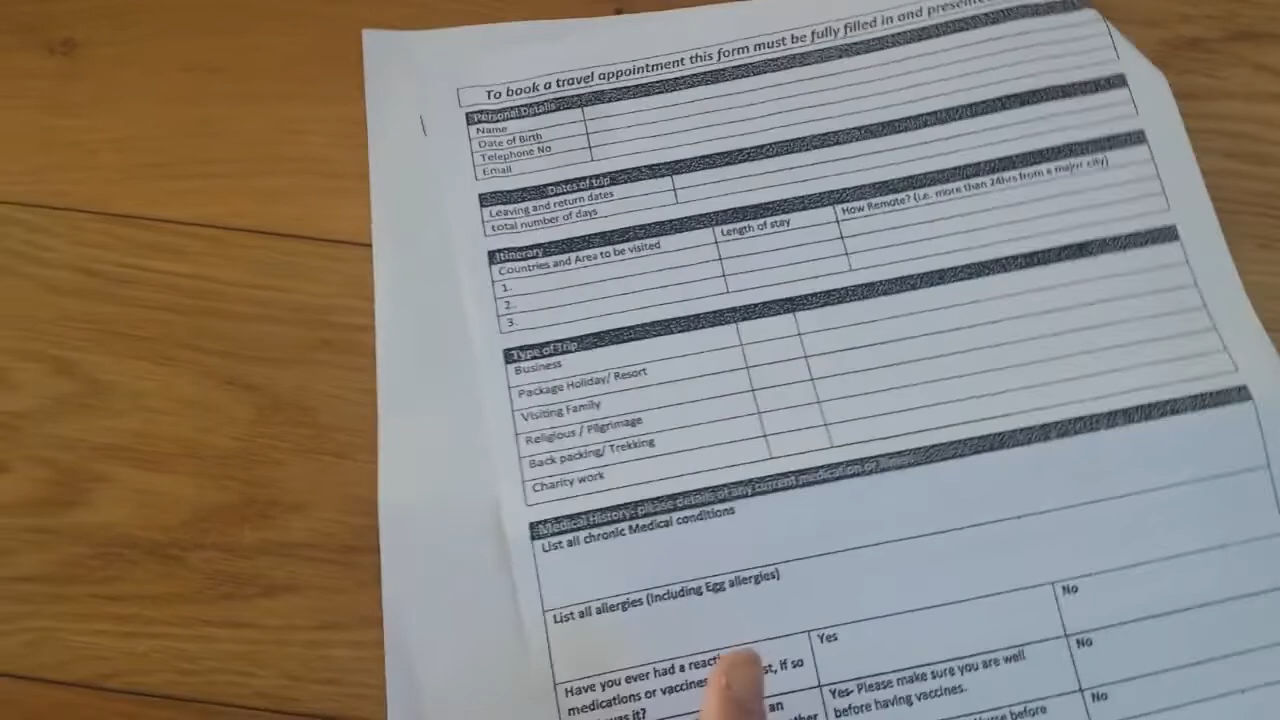 To book a travel appointment this form must be fully filled in and presented
Personal Details
Name
Date of Birth
Telephone No
Email
Dates of trip
Leaving and return dates
total number of days
Itinerary
Countries and Area to be visited
Length of stay
How Remote? (i.e. more than 24hrs from a major city)
1.
2.
3.
Type of Trip
Business
Package Holiday/ Resort
Visiting Family
Religious / Pilgrimage
Back packing/ Trekking
Charity work
Medical History- please details of any current medication or
List all chronic Medical conditions
List all allergies (Including Egg allergies)
Have you ever had a if so
medications or vaccines
was it?
Yes
No
an
Yes- Please make sure you are well
before having vaccines.
No
before
No